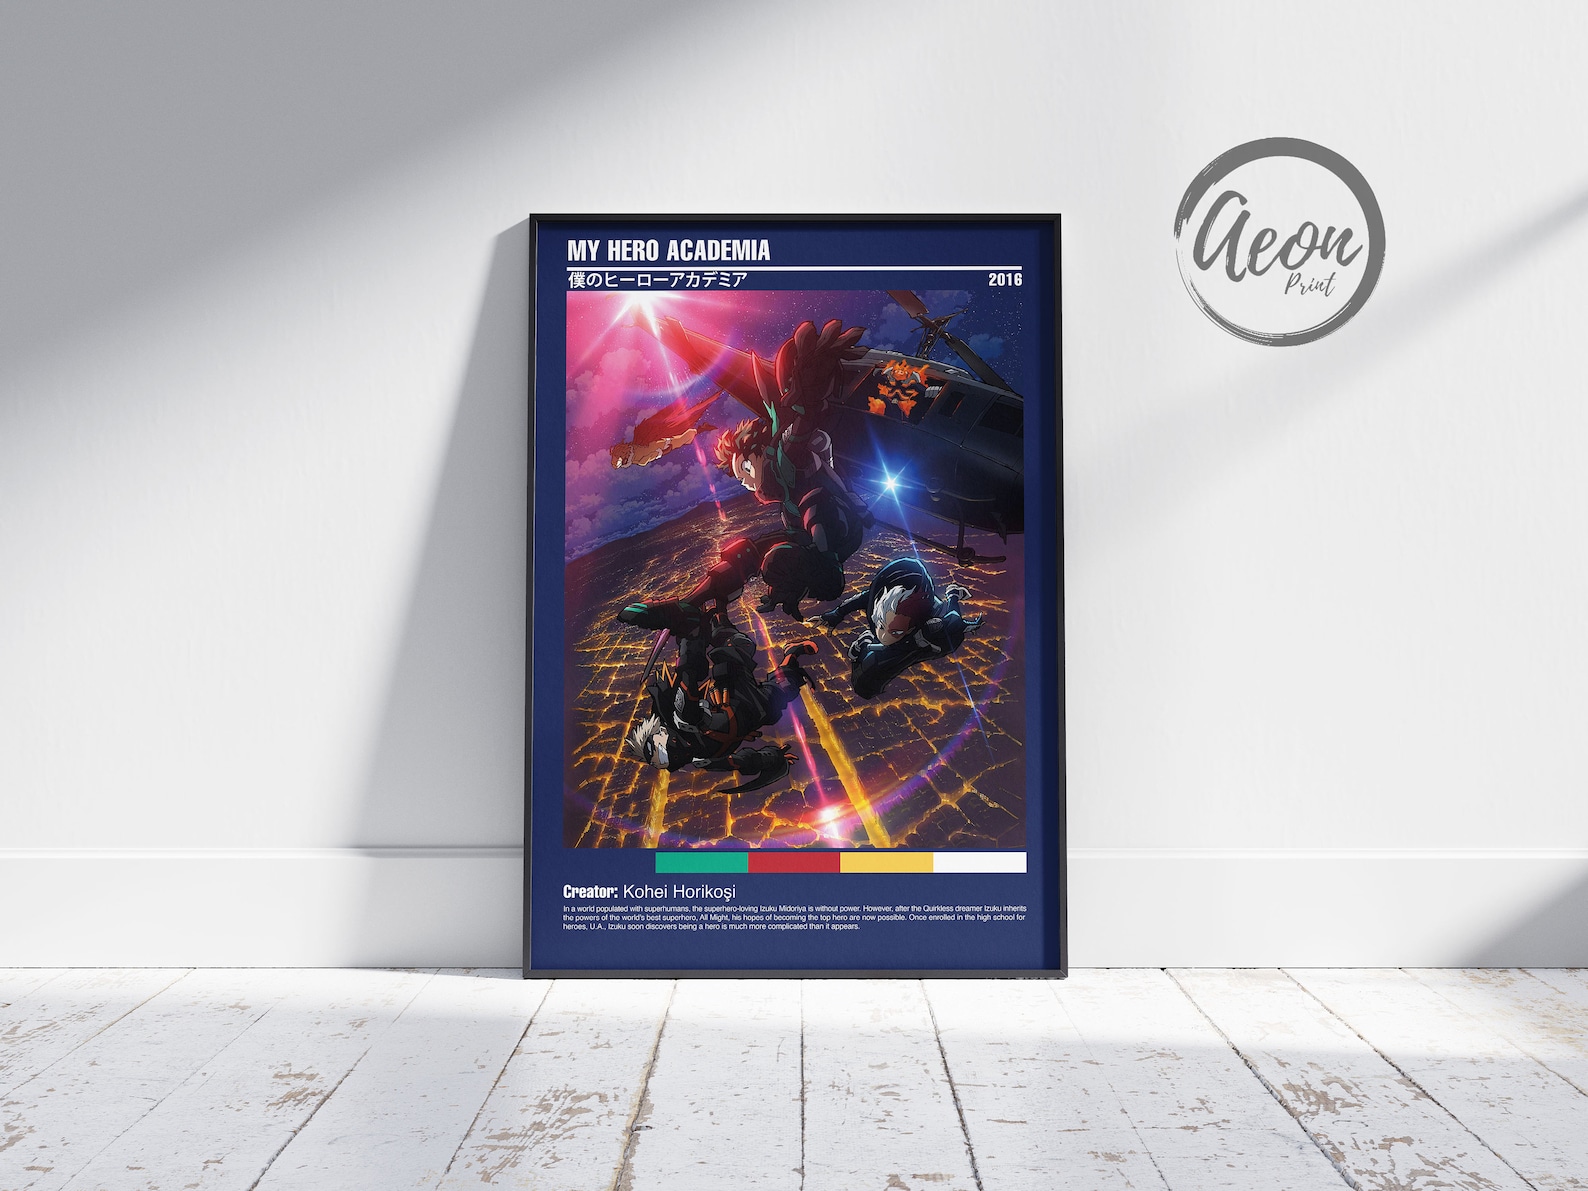 MY HERO ACADEMIA
僕のヒーローアカデミア
2016
Aeon
Print
Creator: Kohei Horikoşi
In a world populated with superhumans, the superhero-loving Izuku Midoriya is without power. However, after the Quirkless dreamer Izuku inherits
the powers of the world's best superhero, All Might, his hopes of becoming the top hero are now possible. Once enrolled in the high school for
heroes, U.A., Izuku soon discovers being a hero is much more complicated than it appears.